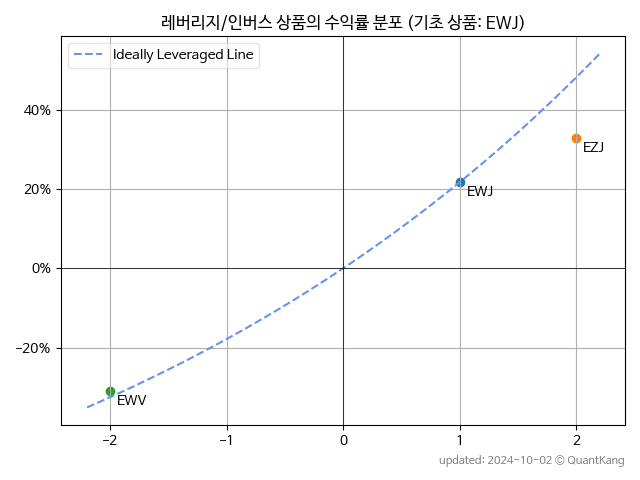 레버리지/인버스 상품의 수익률 분포 (기초 상품: EWJ)
Ideally Leveraged Line
40%
20%
0%
−20%
EZJ
EWJ
EWV
−2 −1 0 1 2
updated: 2024-10-02 © QuantKang